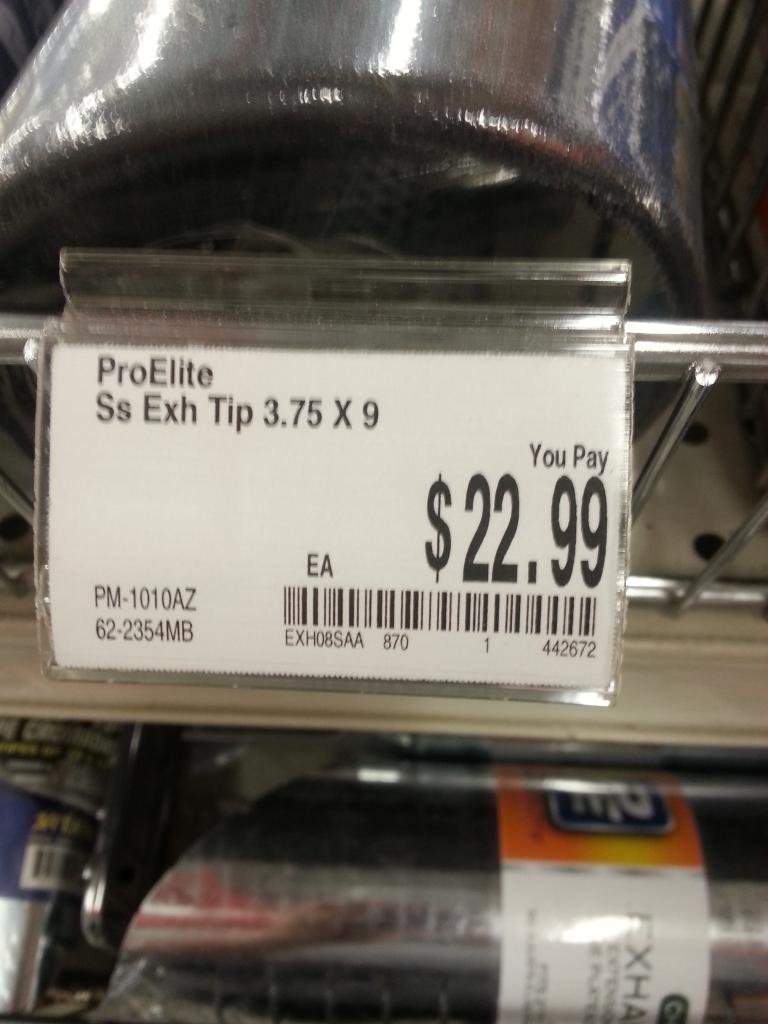 ProElite
Ss Exh Tip 3.75 X 9
You Pay
$22.99
EA
PM-1010AZ
62-2354MB
EXH08SAA 870 1 442672
EXHA